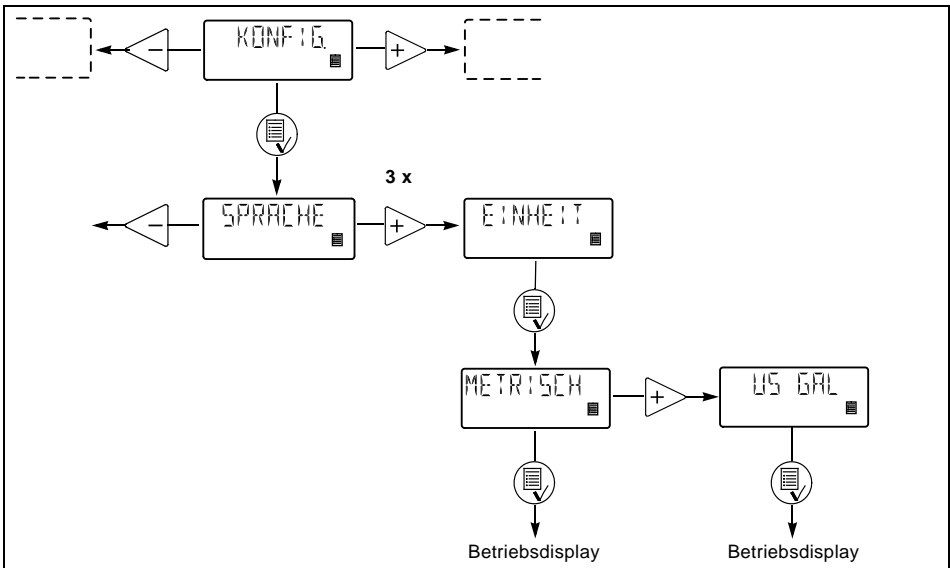 KONFIG.
3 x
SPRACHE
EINHEIT
METRISCH
US GAL
Betriebsdisplay
Betriebsdisplay